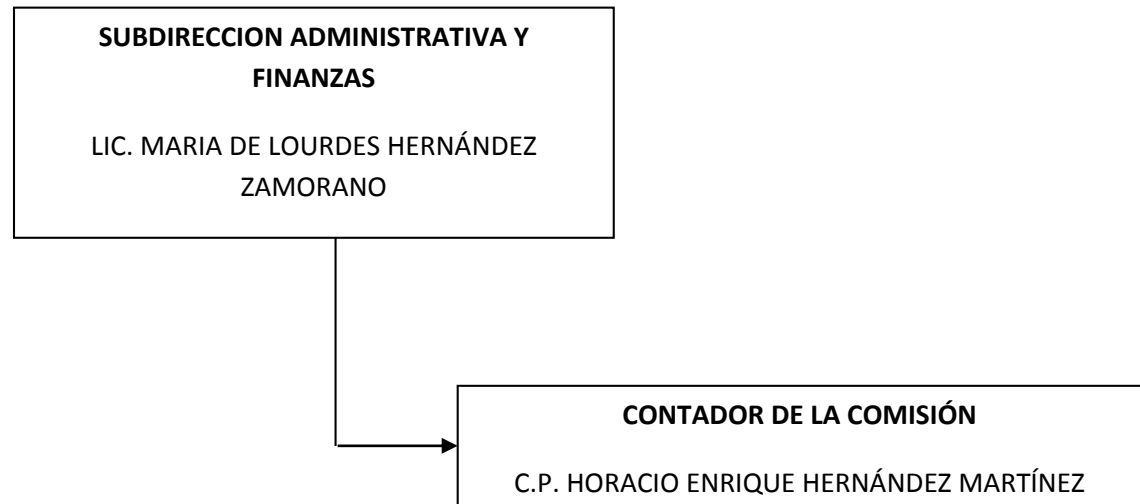 SUBDIRECCION ADMINISTRATIVA Y
FINANZAS
LIC. MARIA DE LOURDES HERNÁNDEZ
ZAMORANO
CONTADOR DE LA COMISIÓN
C.P. HORACIO ENRIQUE HERNÁNDEZ MARTÍNEZ